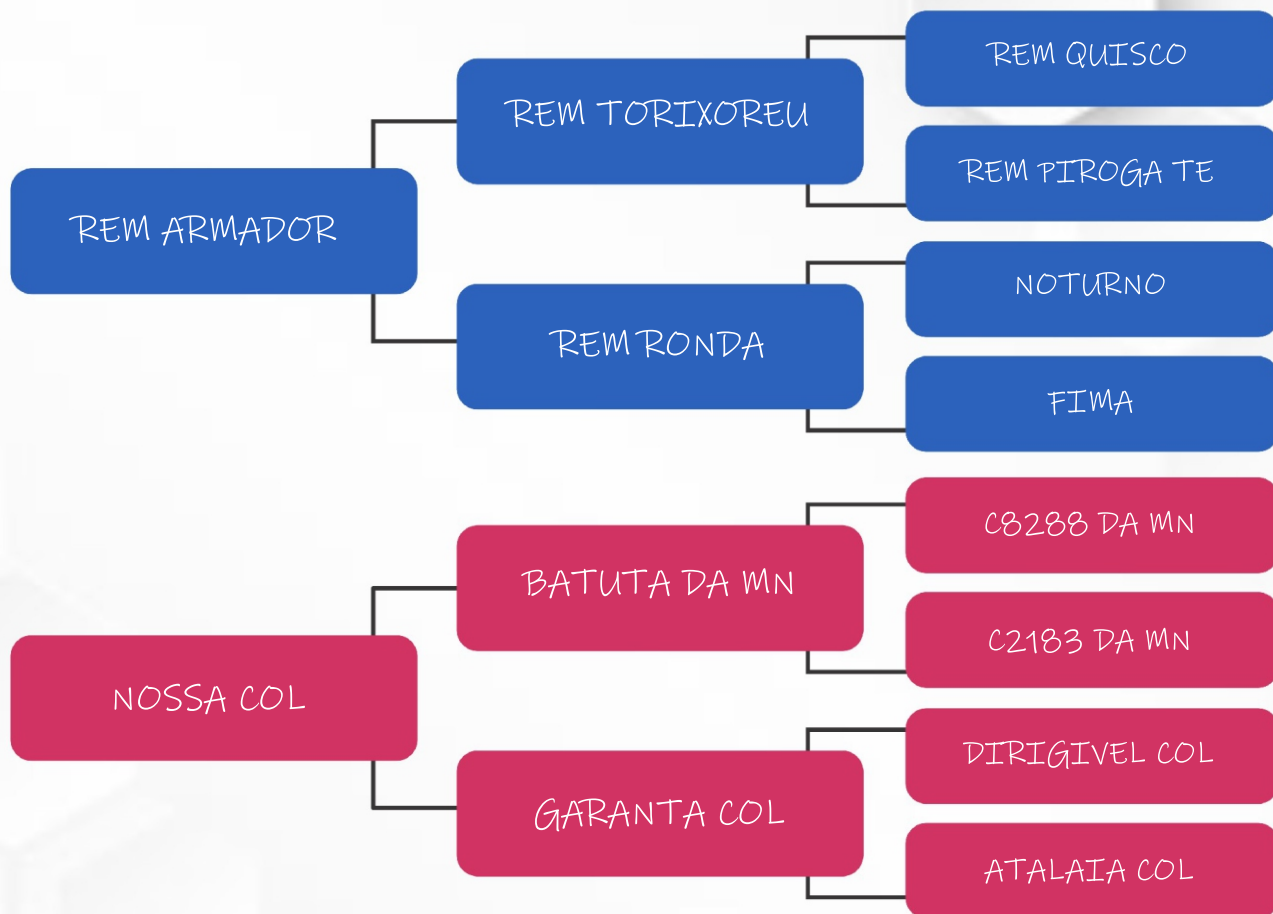 REM QUISCO
REM TORIXOREU
REM PIROGA TE
REM ARMADOR
NOTURNO
REM RONDA
FIMA
C8288 DA MN
BATUTA DA MN
C2183 DA MN
NOSSA COL
DIRIGIVEL COL
GARANTA COL
ATALAIA COL